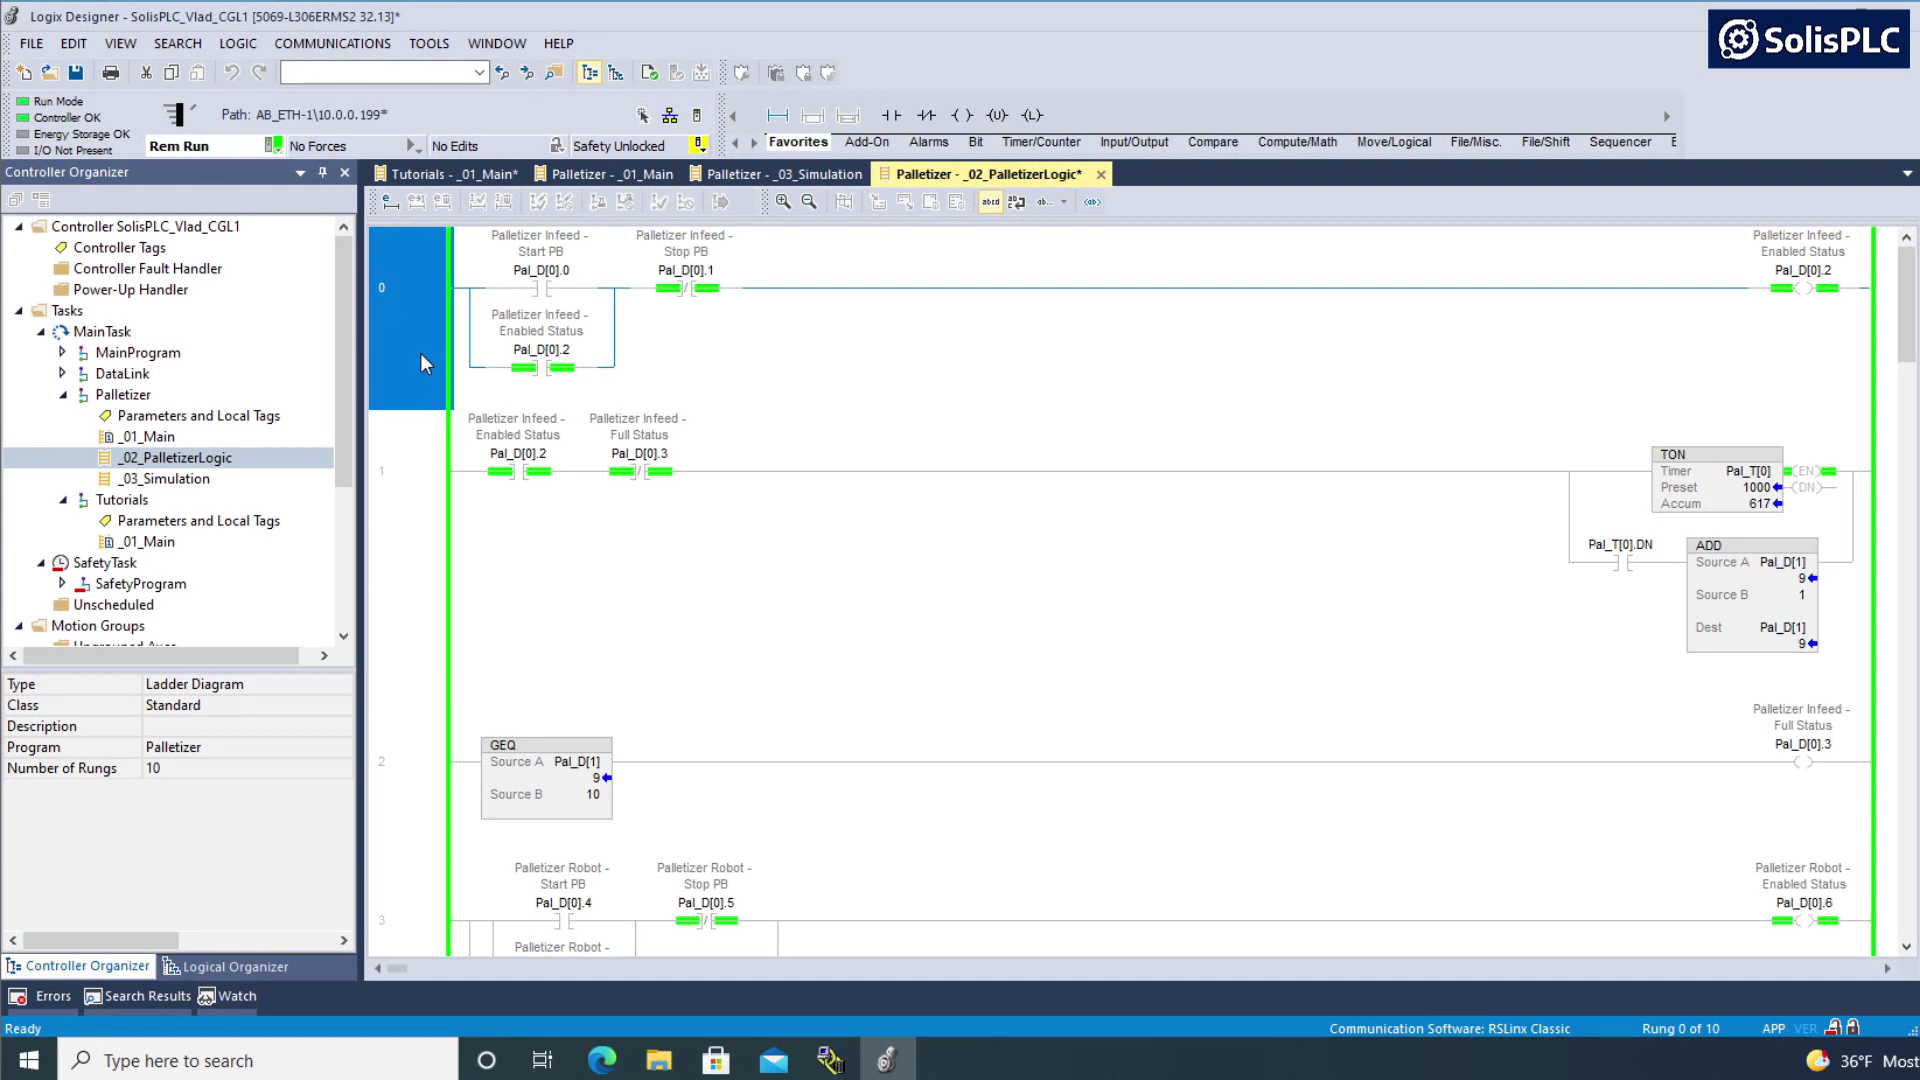 Logix Designer - SolisPLC_Vlad_CGL1 [5069-L306ERMS2 32.13]*
SolisPLC
FILE EDIT VIEW SEARCH LOGIC COMMUNICATIONS TOOLS WINDOW HELP
Run Mode
Controller OK
Energy Storage OK
I/O Not Present
Path: AB_ETH-1\10.0.0.199*
Rem Run No Forces No Edits Safety Unlocked
Favorites Add-On Alarms Bit Timer/Counter Input/Output Compare Compute/Math Move/Logical File/Misc. File/Shift Sequencer
Controller Organizer
Tutorials - _01_Main* Palletizer - _01_Main Palletizer - _03_Simulation Palletizer - _02_PalletizerLogic*
Controller SolisPLC_Vlad_CGL1
Controller Tags
Controller Fault Handler
Power-Up Handler
Tasks
MainTask
MainProgram
DataLink
Palletizer
Parameters and Local Tags
_01_Main
_02_PalletizerLogic
_03_Simulation
Tutorials
Parameters and Local Tags
_01_Main
SafetyTask
SafetyProgram
Unscheduled
Motion Groups
Type Ladder Diagram
Class Standard
Description
Program Palletizer
Number of Rungs 10
Controller Organizer Logical Organizer
0
Palletizer Infeed -
Start PB
Pal_D[0].0
Palletizer Infeed -
Stop PB
Pal_D[0].1
Palletizer Infeed -
Enabled Status
Pal_D[0].2
Palletizer Infeed -
Enabled Status
Pal_D[0].2
1
Palletizer Infeed -
Enabled Status
Pal_D[0].2
Palletizer Infeed -
Full Status
Pal_D[0].3
TON
Timer Pal_T[0]
Preset 1000
Accum 617
EN
DN
Pal_T[0].DN
ADD
Source A Pal_D[1]
9
Source B 1
Dest Pal_D[1]
9
2
GEQ
Source A Pal_D[1]
9
Source B 10
Palletizer Infeed -
Full Status
Pal_D[0].3
3
Palletizer Robot -
Start PB
Pal_D[0].4
Palletizer Robot -
Stop PB
Pal_D[0].5
Palletizer Robot -
Enabled Status
Pal_D[0].6
Palletizer Robot -
Errors Search Results Watch
Ready
Communication Software: RSLinx Classic Rung 0 of 10 APP VER
Type here to search
36°F Most